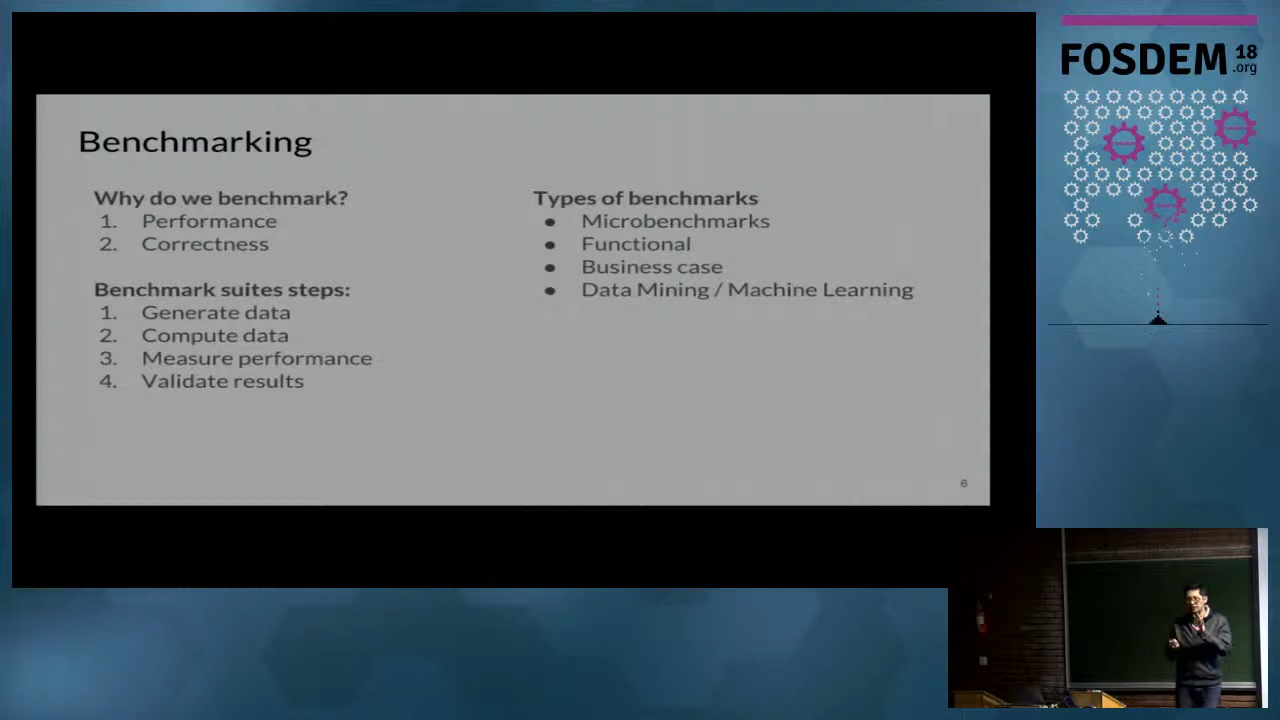 Benchmarking
Why do we benchmark?
1. Performance
2. Correctness
Benchmark suites steps:
1. Generate data
2. Compute data
3. Measure performance
4. Validate results
Types of benchmarks
● Microbenchmarks
● Functional
● Business case
● Data Mining / Machine Learning
6
FOSDEM 18
.org